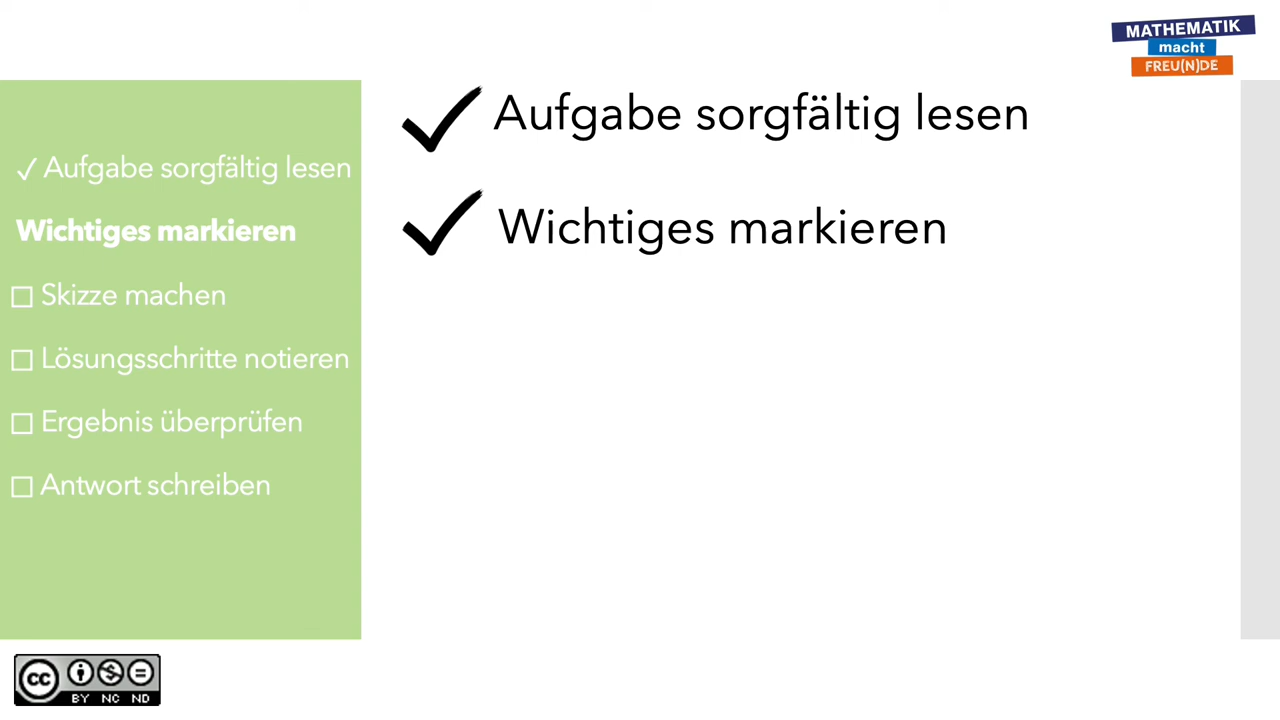 MATHEMATIK
macht
FREU(N)DE
✓ Aufgabe sorgfältig lesen
Wichtiges markieren
☐ Skizze machen
☐ Lösungsschritte notieren
☐ Ergebnis überprüfen
☐ Antwort schreiben
✓ Aufgabe sorgfältig lesen
✓ Wichtiges markieren
cc
BY NC ND